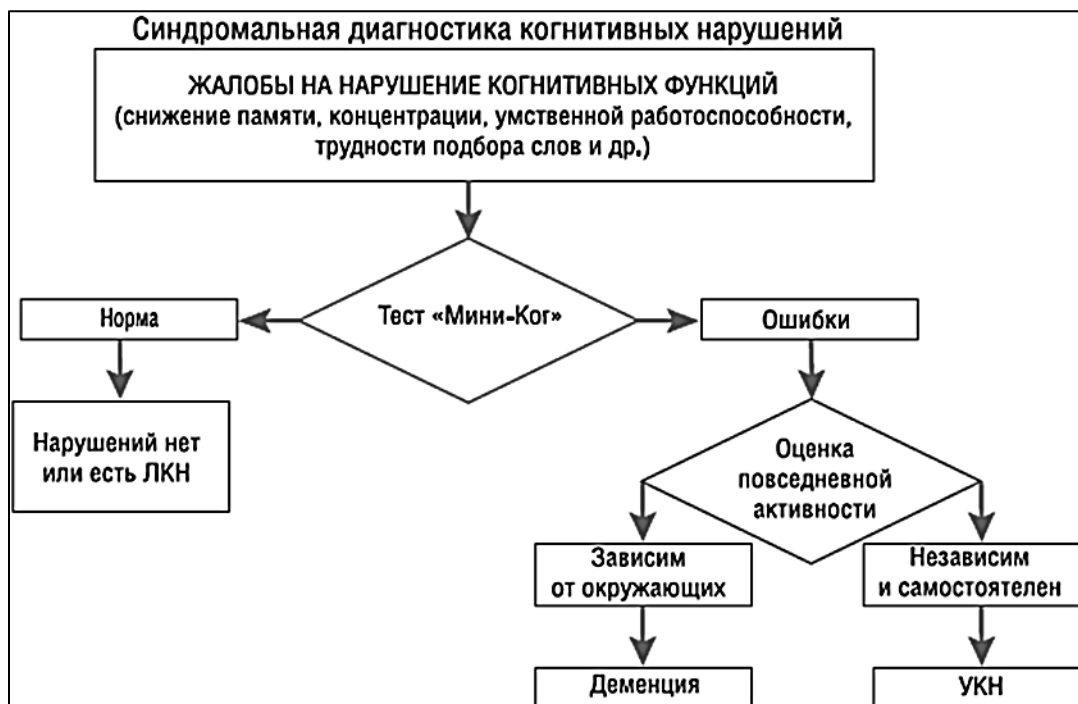 Синдромальная диагностика когнитивных нарушений
ЖАЛОБЫ НА НАРУШЕНИЕ КОГНИТИВНЫХ ФУНКЦИЙ
(снижение памяти, концентрации, умственной работоспособности,
трудности подбора слов и др.)
Норма
Тест «Мини-Ког»
Ошибки
Нарушений нет
или есть ЛКН
Оценка
повседневной
активности
Зависим
от окружающих
Независим
и самостоятелен
Деменция
УКН